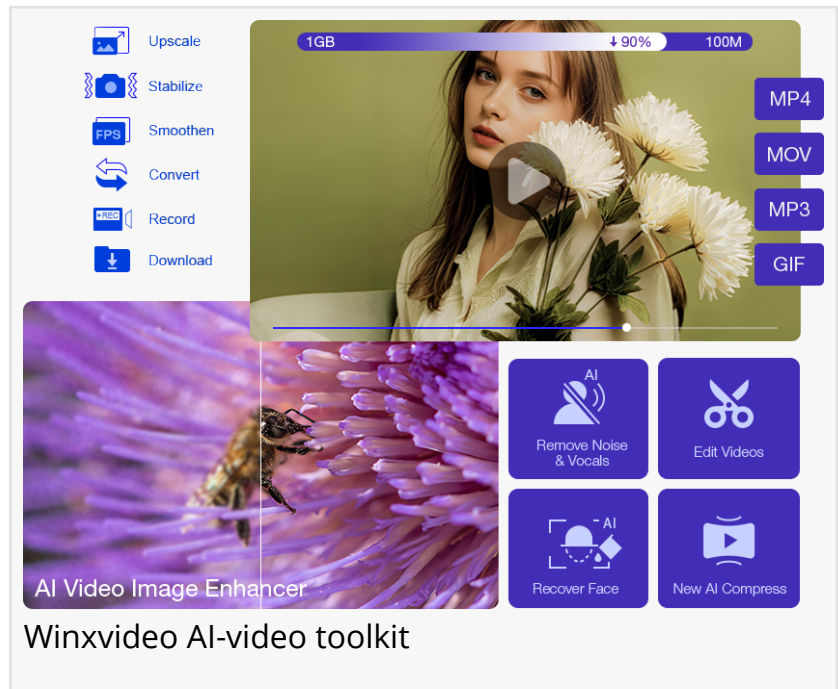 Upscale
Stabilize
FPS
Smoothen
Convert
REC
Record
Download
1GB
90%
100M
MP4
MOV
MP3
GIF
AI Video Image Enhancer
AI
Remove Noise
& Vocals
Edit Videos
AI
Recover Face
New AI Compress
Winxvideo AI-video toolkit